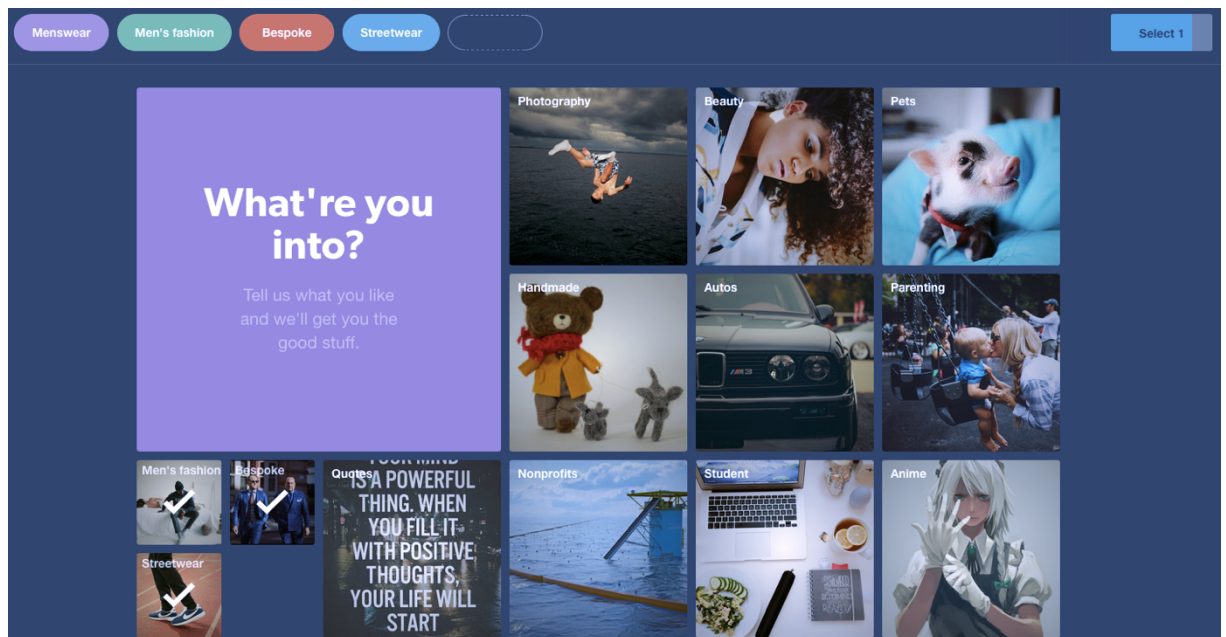 Menswear
Men's fashion
Bespoke
Streetwear
Select 1
What're you
into?
Tell us what you like
and we'll get you the
good stuff.
Photography
Beauty
Pets
Handmade
Autos
Parenting
Men's fashion
Bespoke
Streetwear
Quotes
YOUR MIND
IS A POWERFUL
THING. WHEN
YOU FILL IT
WITH POSITIVE
THOUGHTS,
YOUR LIFE WILL
START
Nonprofits
Student
Anime